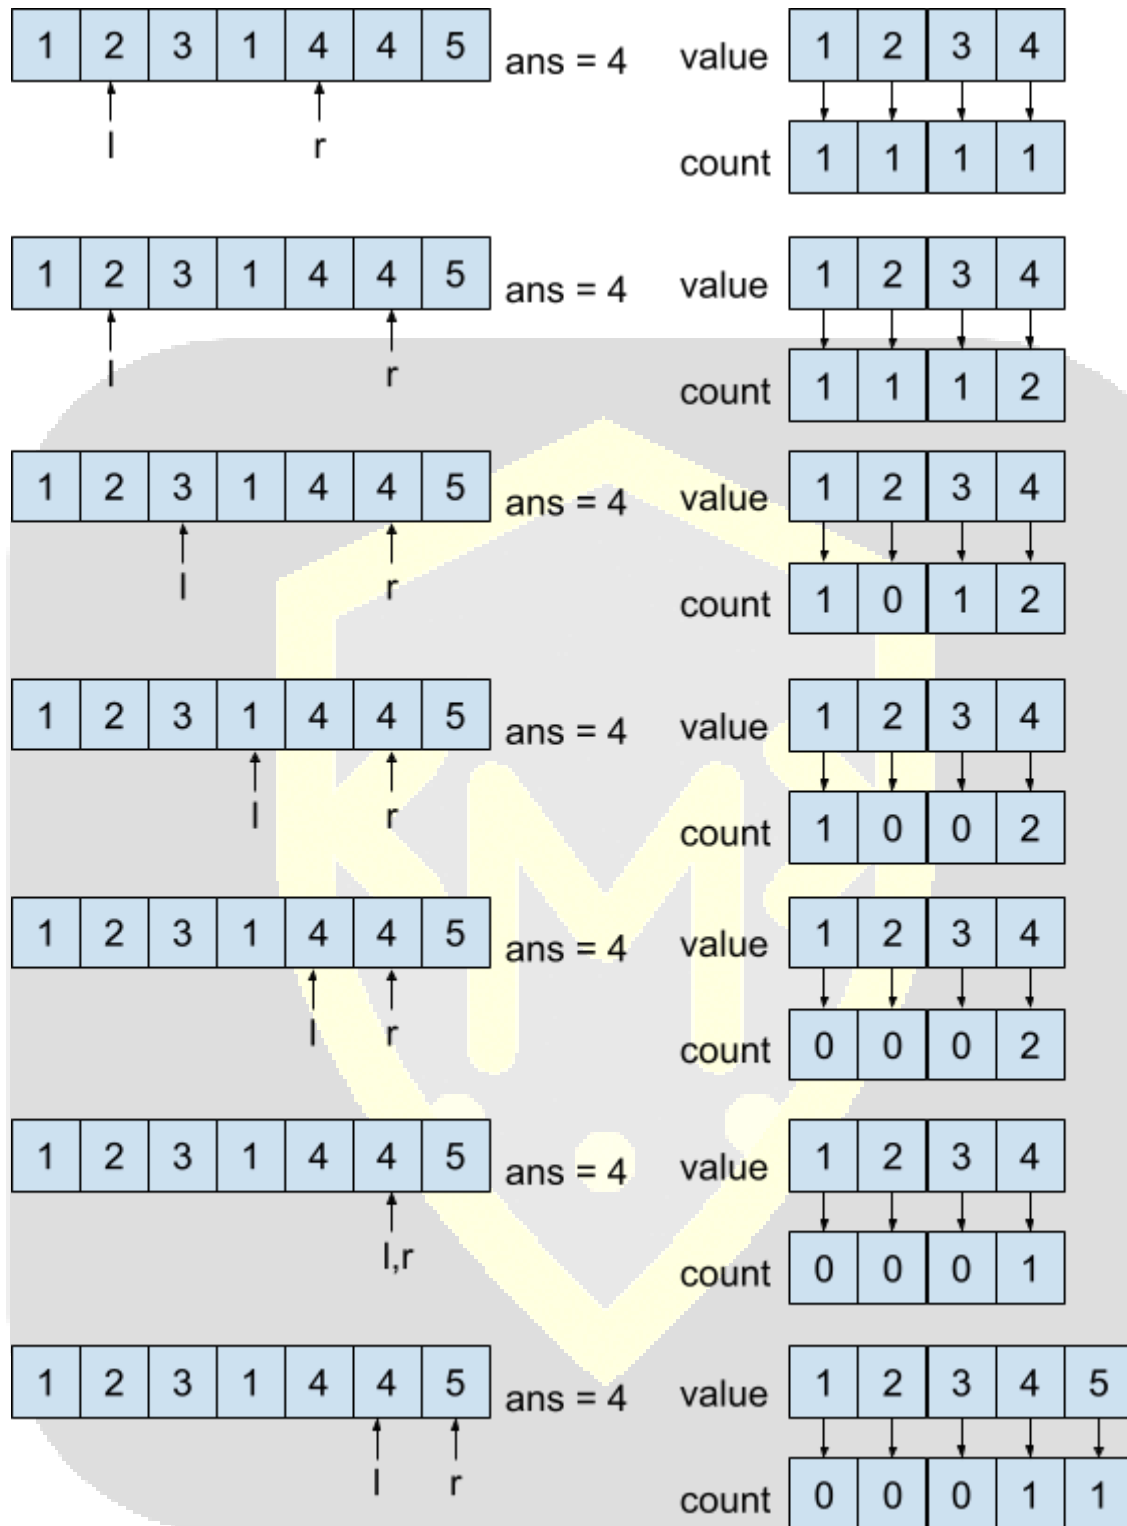 1 2 3 1 4 4 5 ans = 4 value 1 2 3 4
l r count 1 1 1 1
1 2 3 1 4 4 5 ans = 4 value 1 2 3 4
l r count 1 1 1 2
1 2 3 1 4 4 5 ans = 4 value 1 2 3 4
l r count 1 0 1 2
1 2 3 1 4 4 5 ans = 4 value 1 2 3 4
l r count 1 0 0 2
1 2 3 1 4 4 5 ans = 4 value 1 2 3 4
l r count 0 0 0 2
1 2 3 1 4 4 5 ans = 4 value 1 2 3 4
l,r count 0 0 0 1
1 2 3 1 4 4 5 ans = 4 value 1 2 3 4 5
l r count 0 0 0 1 1
KMS